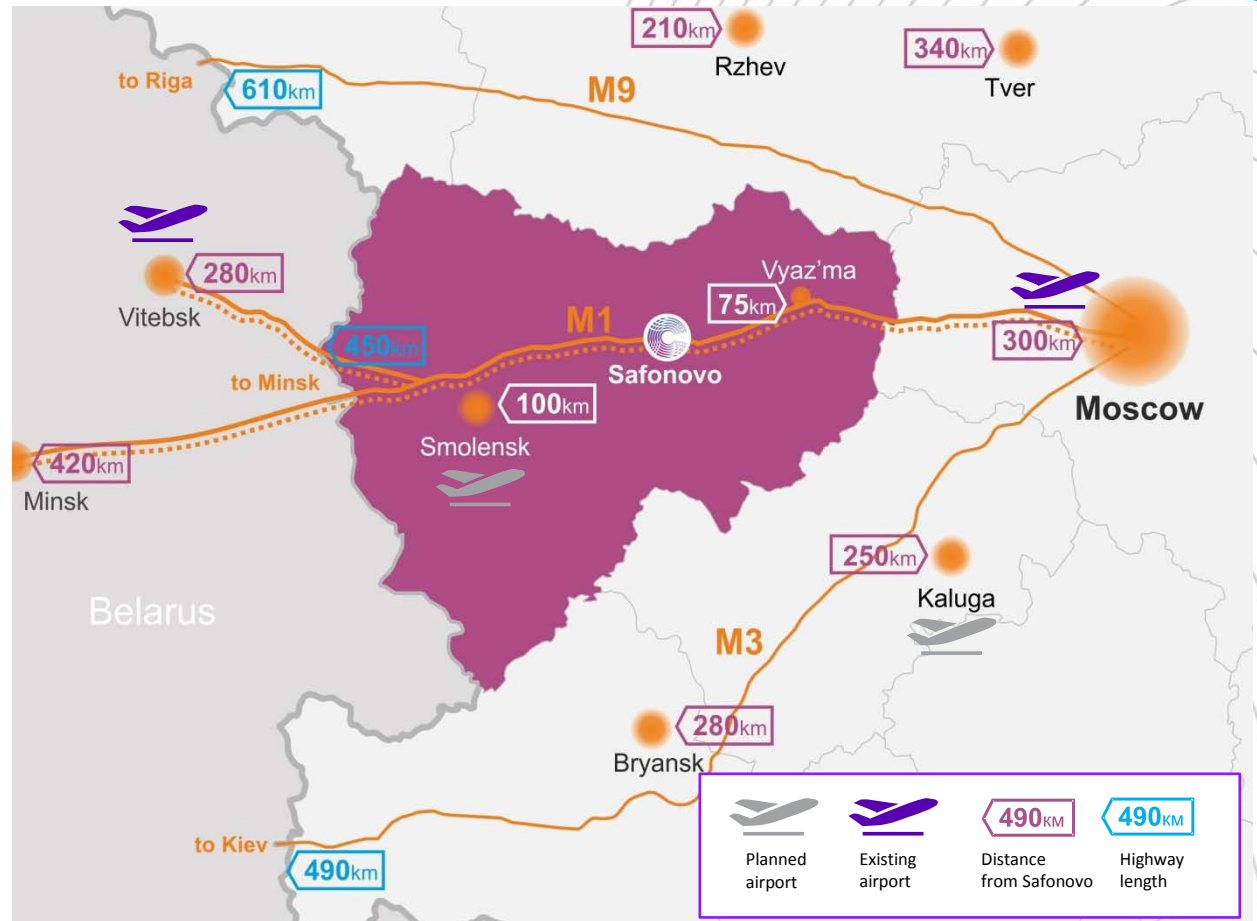 210km
Rzhev
340km
Tver
to Riga
610km
M9
280km
Vitebsk
Vyaz'ma
75km
M1
450km
Safonovo
300km
Moscow
to Minsk
100km
Smolensk
420km
Minsk
250km
Kaluga
Belarus
M3
280km
Bryansk
to Kiev
490km
490KM
490KM
Planned
airport
Existing
airport
Distance
from Safonovo
Highway
length